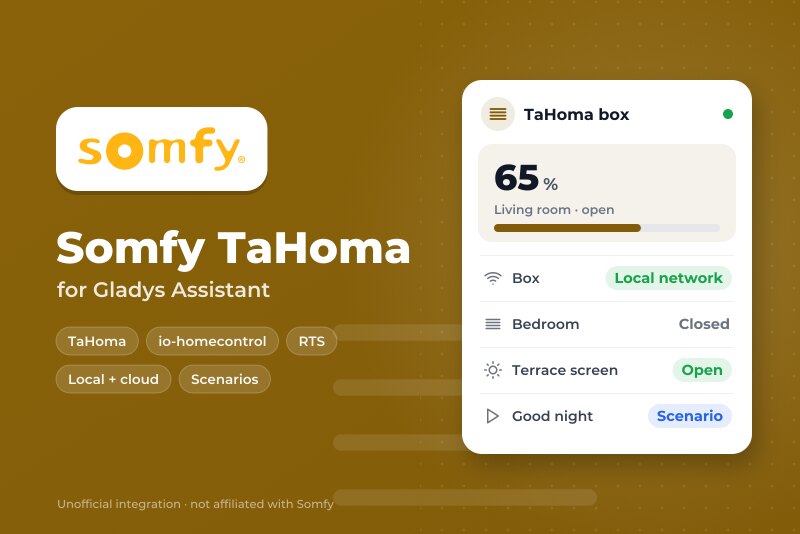 somfy®
Somfy TaHoma
for Gladys Assistant
TaHoma
io-homecontrol
RTS
Local + cloud
Scenarios
Unofficial integration · not affiliated with Somfy
TaHoma box
65 %
Living room · open
Box
Local network
Bedroom
Closed
Terrace screen
Open
Good night
Scenario